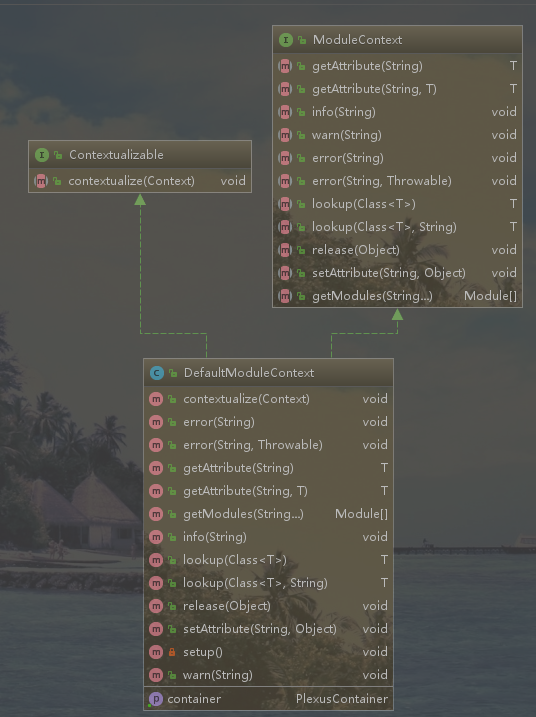 ModuleContext
getAttribute(String) T
getAttribute(String, T) T
info(String) void
warn(String) void
error(String) void
error(String, Throwable) void
lookup(Class<T>) T
lookup(Class<T>, String) T
release(Object) void
setAttribute(String, Object) void
getModules(String...) Module[]
Contextualizable
contextualize(Context) void
DefaultModuleContext
contextualize(Context) void
error(String) void
error(String, Throwable) void
getAttribute(String) T
getAttribute(String, T) T
getModules(String...) Module[]
info(String) void
lookup(Class<T>) T
lookup(Class<T>, String) T
release(Object) void
setAttribute(String, Object) void
setup() void
warn(String) void
container PlexusContainer